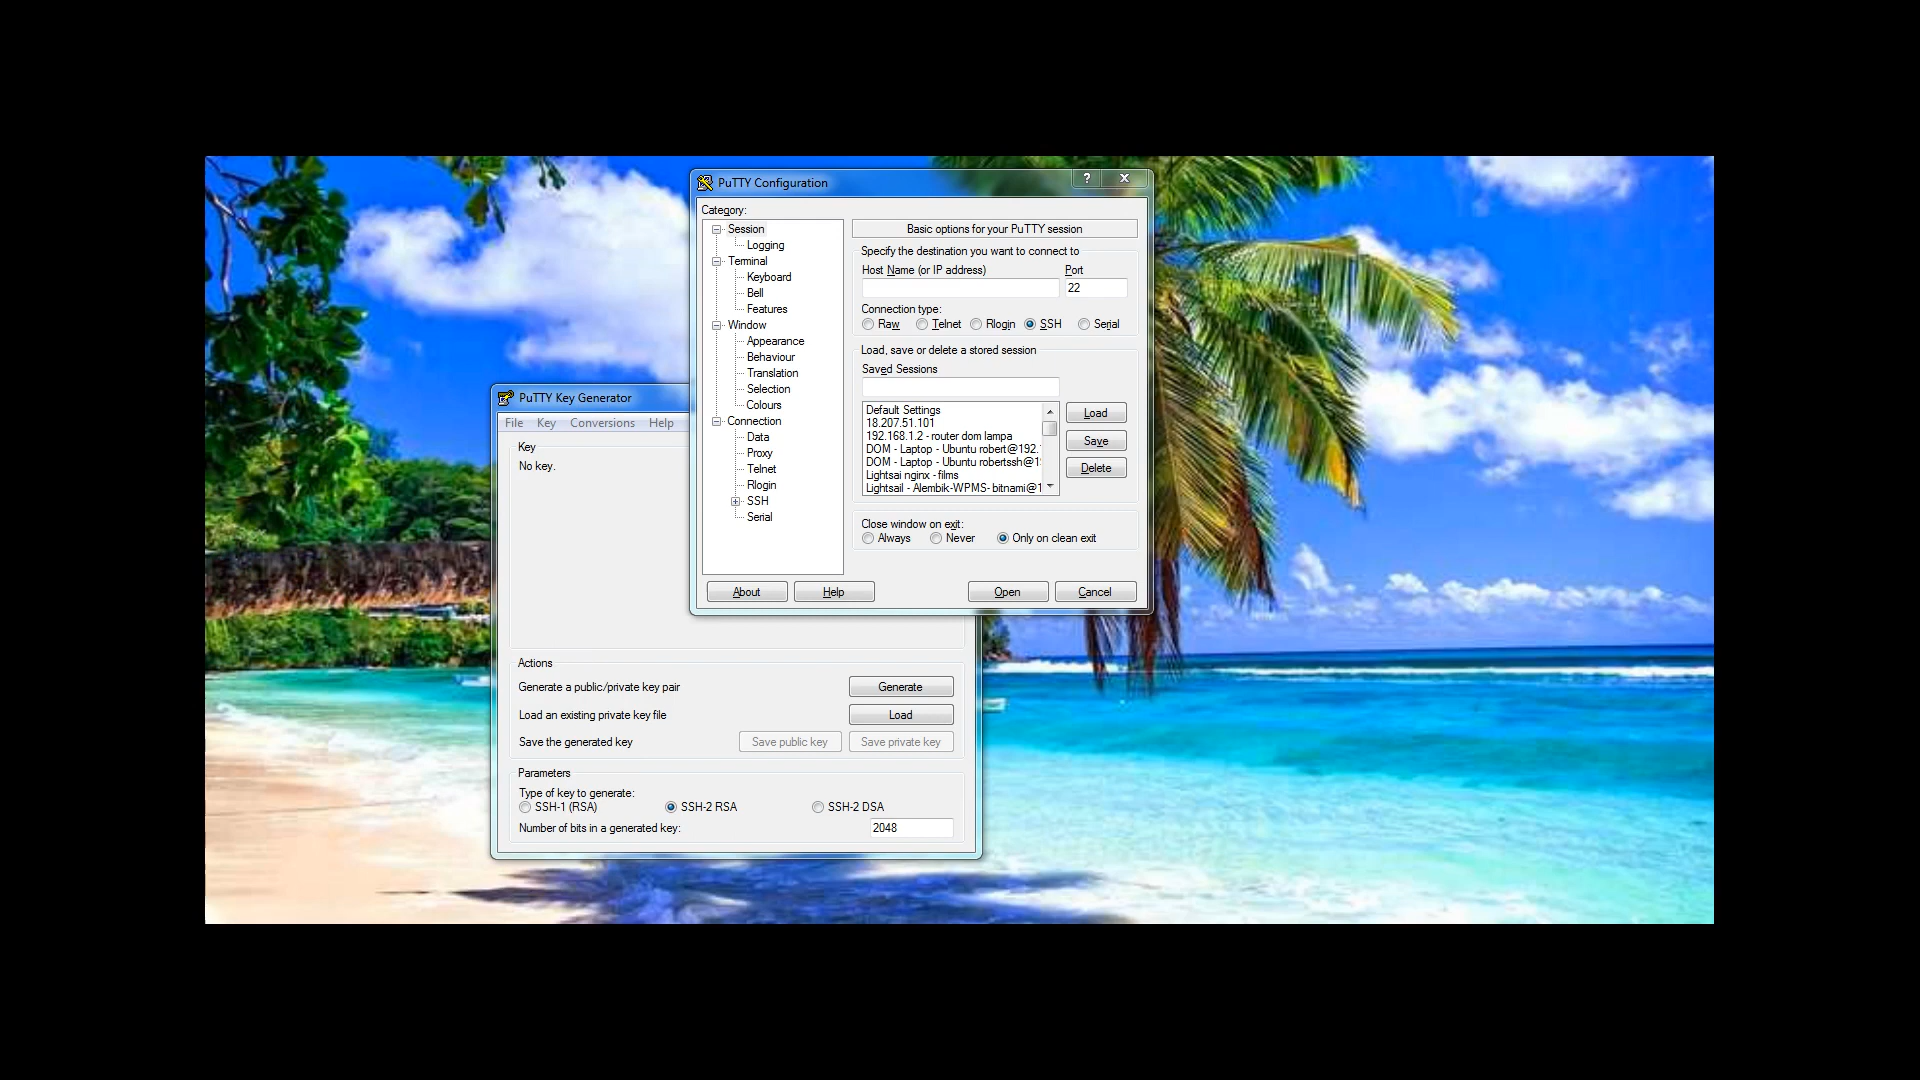 PuTTY Configuration
Category:
Session
Logging
Terminal
Keyboard
Bell
Features
Window
Appearance
Behaviour
Translation
Selection
Colours
Connection
Data
Proxy
Telnet
Rlogin
SSH
Serial
Basic options for your PuTTY session
Specify the destination you want to connect to
Host Name (or IP address) Port
22
Connection type:
Raw Telnet Rlogin SSH Serial
Load, save or delete a stored session
Saved Sessions
Default Settings
18.207.51.101
192.168.1.2 - router dom lampa
DOM - Laptop - Ubuntu robert@192.
DOM - Laptop - Ubuntu robertssh@1
Lightsai nginx - films
Lightsail - Alembik-WPMS- bitnami@1
Load
Save
Delete
Close window on exit:
Always Never Only on clean exit
About Help Open Cancel
PuTTY Key Generator
File Key Conversions Help
Key
No key.
Actions
Generate a public/private key pair Generate
Load an existing private key file Load
Save the generated key Save public key Save private key
Parameters
Type of key to generate:
SSH-1 (RSA) SSH-2 RSA SSH-2 DSA
Number of bits in a generated key: 2048